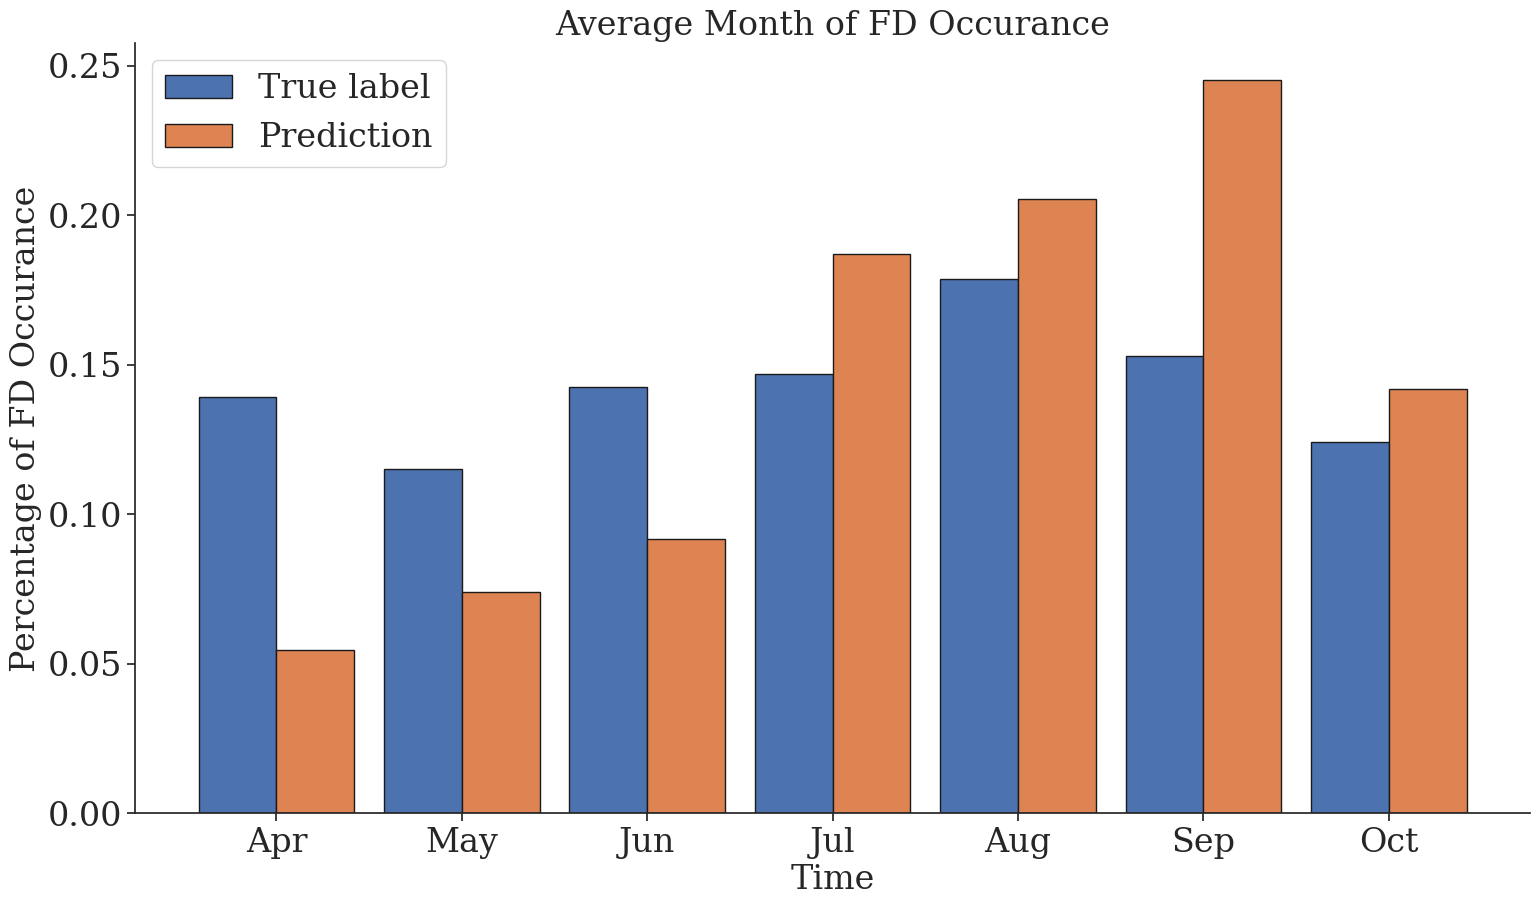 Average Month of FD Occurance
True label
Prediction
Percentage of FD Occurance
0.25
0.20
0.15
0.10
0.05
0.00
Apr May Jun Jul Aug Sep Oct
Time